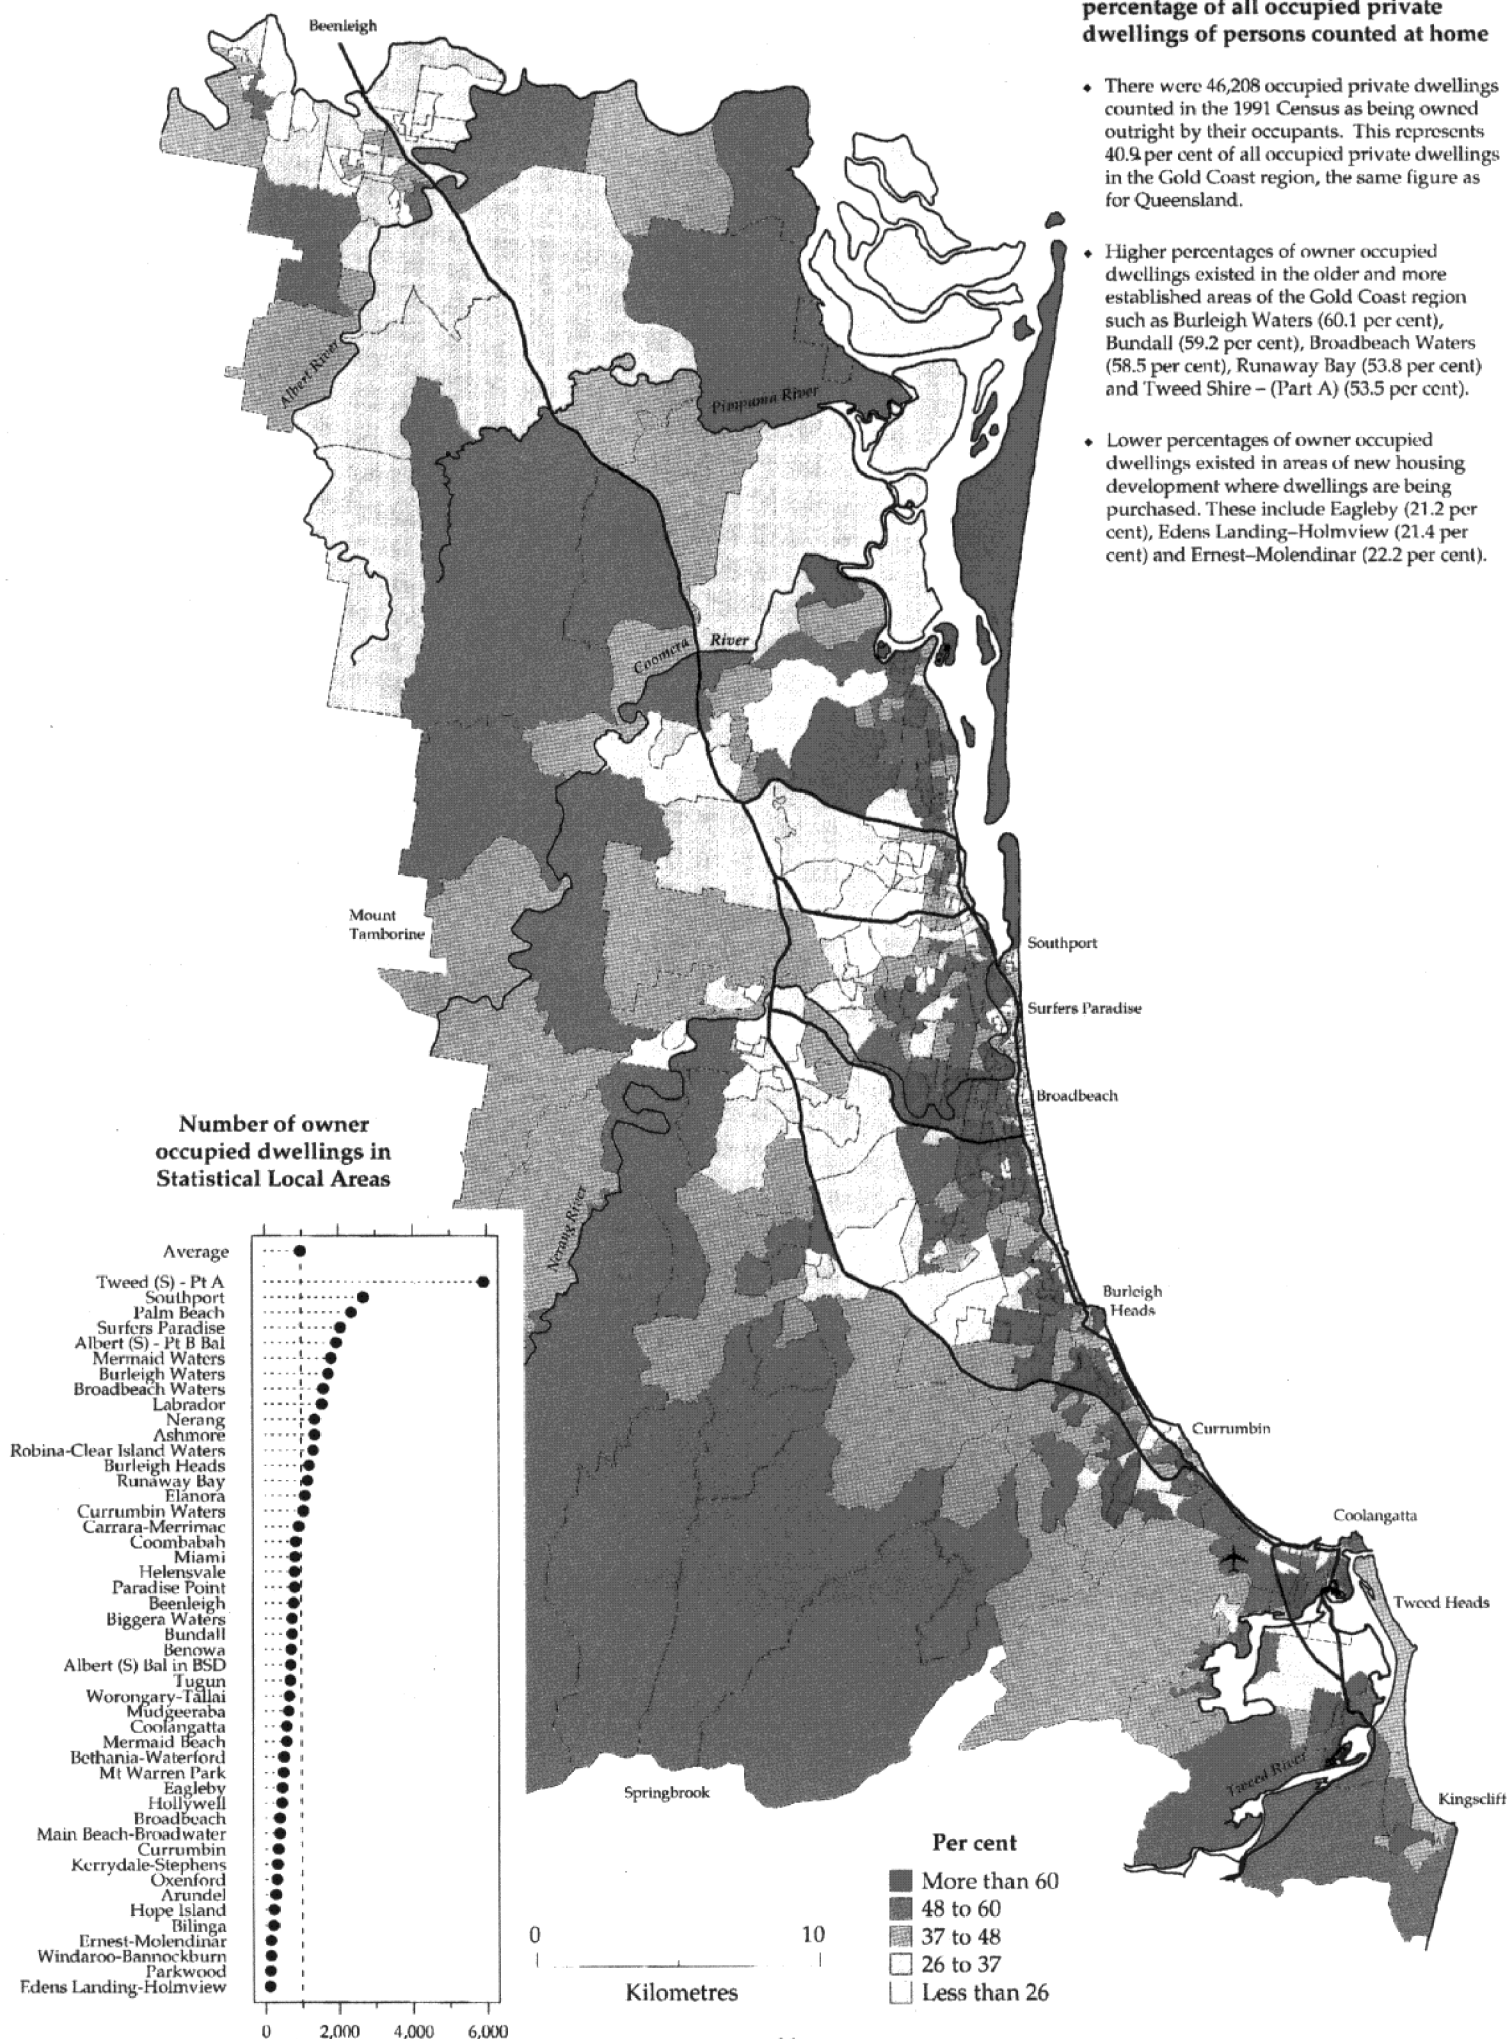 percentage of all occupied private
dwellings of persons counted at home
• There were 46,208 occupied private dwellings
counted in the 1991 Census as being owned
outright by their occupants. This represents
40.9 per cent of all occupied private dwellings
in the Gold Coast region, the same figure as
for Queensland.
• Higher percentages of owner occupied
dwellings existed in the older and more
established areas of the Gold Coast region
such as Burleigh Waters (60.1 per cent),
Bundall (59.2 per cent), Broadbeach Waters
(58.5 per cent), Runaway Bay (53.8 per cent)
and Tweed Shire – (Part A) (53.5 per cent).
• Lower percentages of owner occupied
dwellings existed in areas of new housing
development where dwellings are being
purchased. These include Eagleby (21.2 per
cent), Edens Landing–Holmview (21.4 per
cent) and Ernest–Molendinar (22.2 per cent).
Beenleigh
Albert River
Pimpama River
Coomera River
Mount
Tamborine
Southport
Surfers Paradise
Broadbeach
Nerang River
Burleigh
Heads
Currumbin
Coolangatta
Tweed Heads
Tweed River
Kingscliff
Springbrook
Number of owner
occupied dwellings in
Statistical Local Areas
Average
Tweed (S) - Pt A
Southport
Palm Beach
Surfers Paradise
Albert (S) - Pt B Bal
Mermaid Waters
Burleigh Waters
Broadbeach Waters
Labrador
Nerang
Ashmore
Robina-Clear Island Waters
Burleigh Heads
Runaway Bay
Elanora
Currumbin Waters
Carrara-Merrimac
Coombabah
Miami
Helensvale
Paradise Point
Beenleigh
Biggera Waters
Bundall
Benowa
Albert (S) Bal in BSD
Tugun
Worongary-Tallai
Mudgeeraba
Coolangatta
Mermaid Beach
Bethania-Waterford
Mt Warren Park
Eagleby
Hollywell
Broadbeach
Main Beach-Broadwater
Currumbin
Kerrydale-Stephens
Oxenford
Arundel
Hope Island
Bilinga
Ernest-Molendinar
Windaroo-Bannockburn
Parkwood
Edens Landing-Holmview
0 2,000 4,000 6,000
0 10
Kilometres
Per cent
More than 60
48 to 60
37 to 48
26 to 37
Less than 26